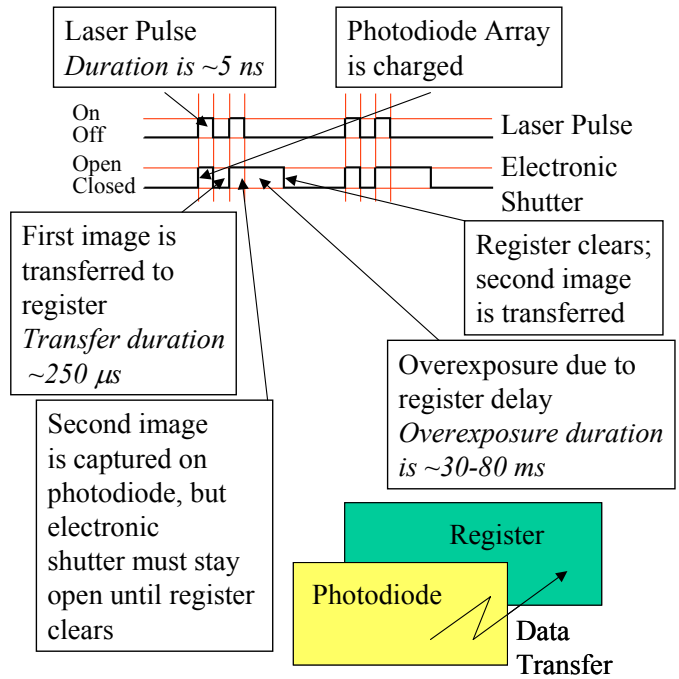 Laser Pulse
Duration is ~5 ns
Photodiode Array
is charged
On
Off
Laser Pulse
Open
Closed
Electronic
Shutter
First image is
transferred to
register
Transfer duration
~250 µs
Register clears;
second image
is transferred
Second image
is captured on
photodiode, but
electronic
shutter must stay
open until register
clears
Overexposure due to
register delay
Overexposure duration
is ~30-80 ms
Register
Photodiode
Data
Transfer